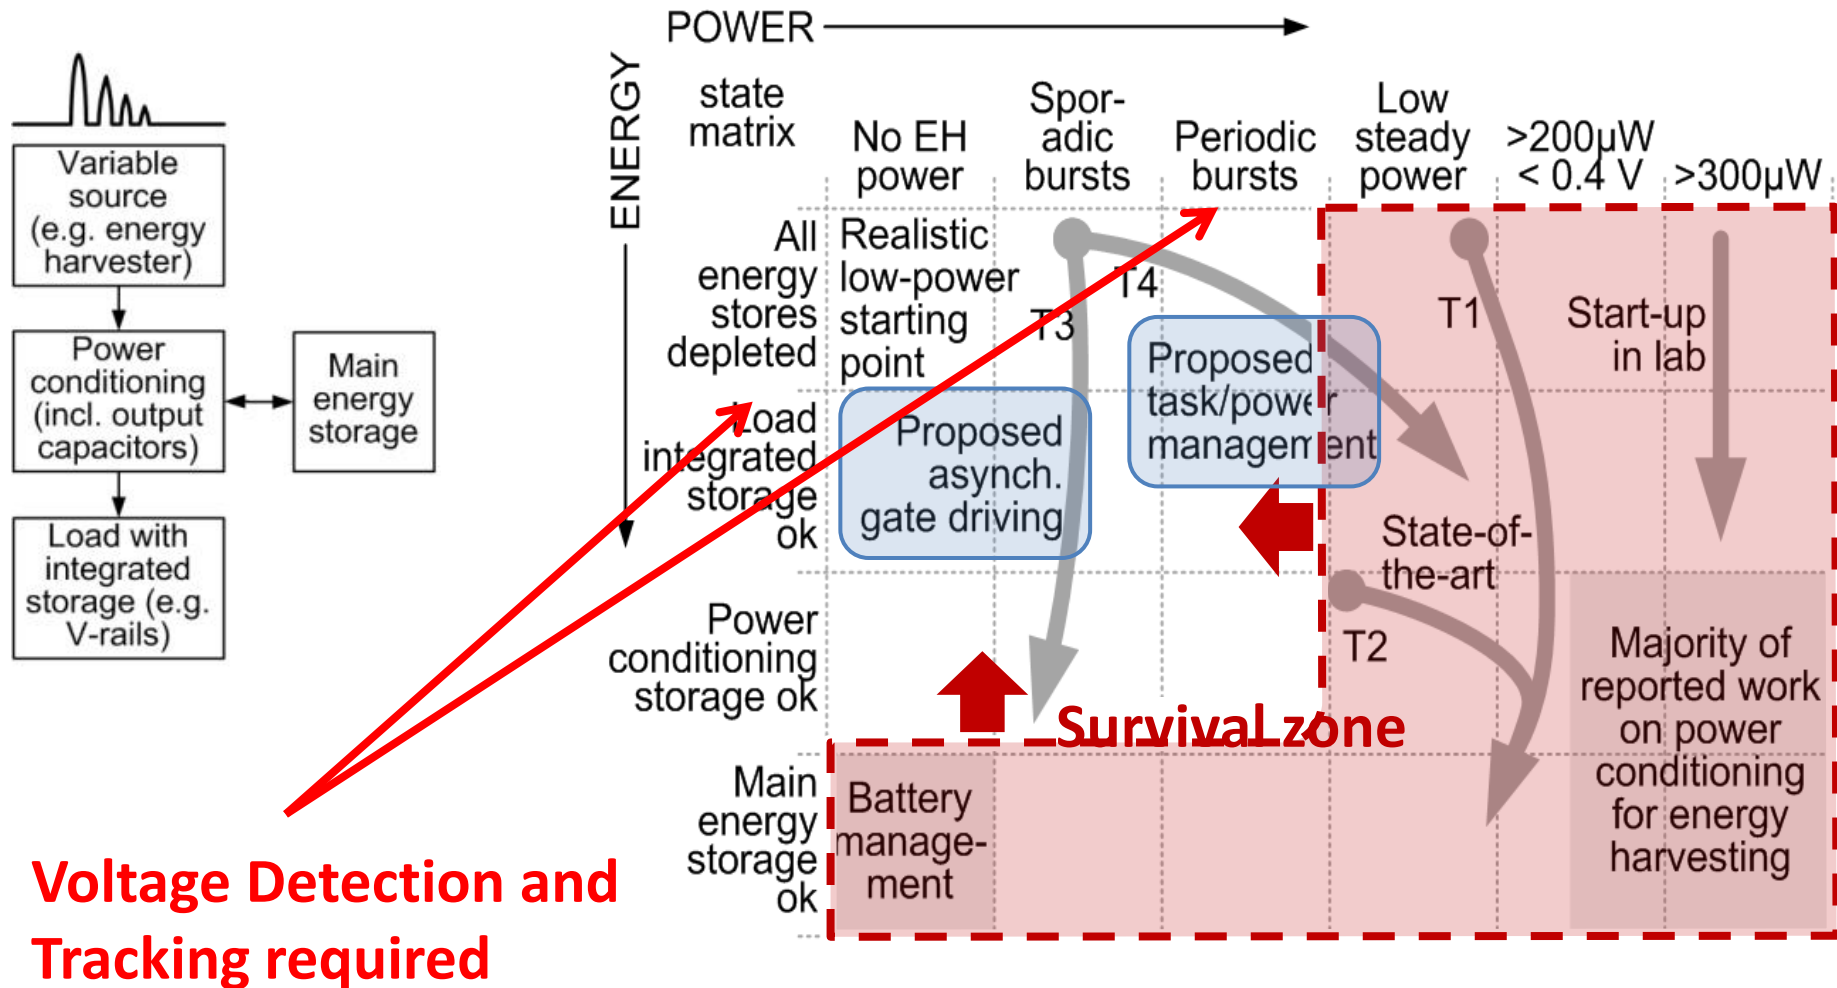 POWER
ENERGY
state
matrix
No EH
power
Spor-
adic
bursts
Periodic
bursts
Low
steady
power
>200µW
< 0.4 V
>300µW
Variable
source
(e.g. energy
harvester)
Power
conditioning
(incl. output
capacitors)
Main
energy
storage
Load with
integrated
storage (e.g.
V-rails)
All
energy
stores
depleted
Realistic
low-power
starting
point
T3
T4
T1
Start-up
in lab
Load
integrated
storage
ok
Proposed
asynch.
gate driving
Proposed
task/power
management
State-of-
the-art
T2
Power
conditioning
storage ok
Survival zone
Majority of
reported work
on power
conditioning
for energy
harvesting
Main
energy
storage
ok
Battery
manage-
ment
Voltage Detection and
Tracking required